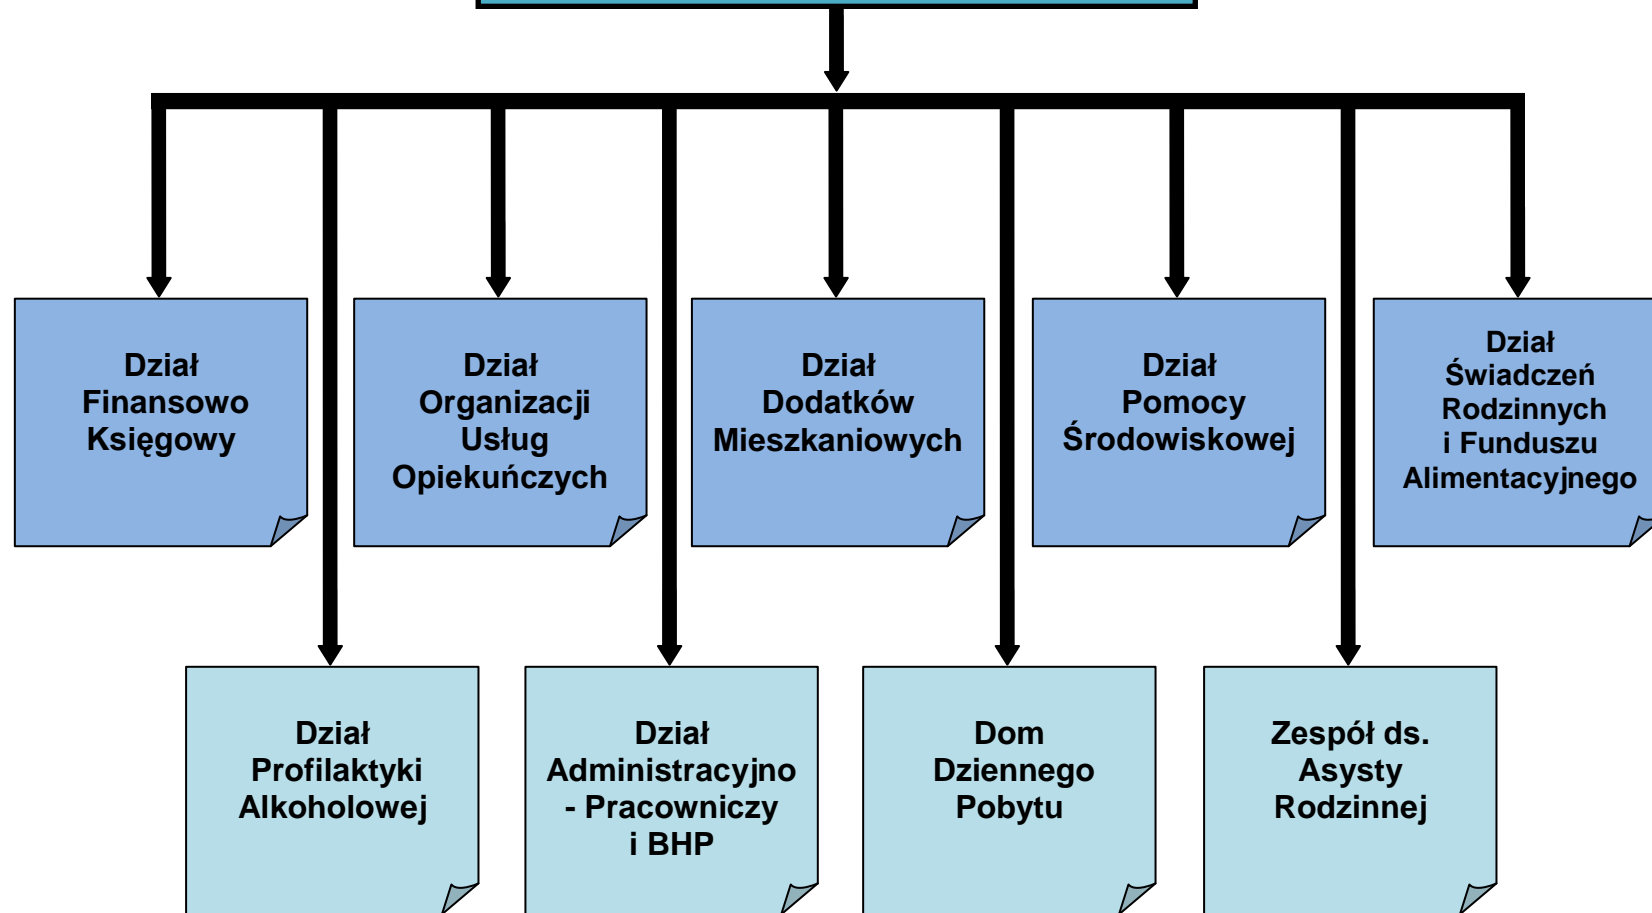 Dział
Finansowo
Księgowy
Dział
Organizacji
Usług
Opiekuńczych
Dział
Dodatków
Mieszkaniowych
Dział
Pomocy
Środowiskowej
Dział
Świadczeń
Rodzinnych
i Funduszu
Alimentacyjnego
Dział
Profilaktyki
Alkoholowej
Dział
Administracyjno
- Pracowniczy
i BHP
Dom
Dziennego
Pobytu
Zespół ds.
Asysty
Rodzinnej